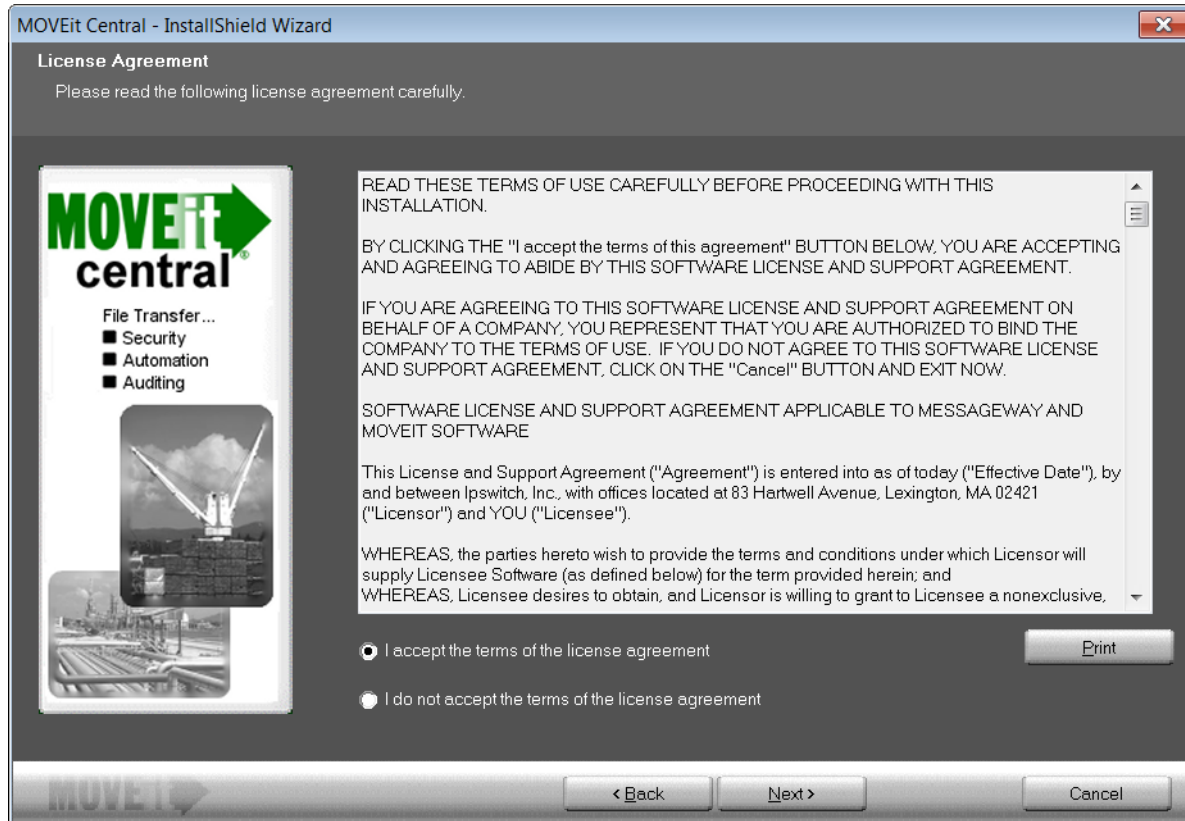 MOVEit Central - InstallShield Wizard
License Agreement
Please read the following license agreement carefully.
MOVEit
central®
File Transfer...
Security
Automation
Auditing
READ THESE TERMS OF USE CAREFULLY BEFORE PROCEEDING WITH THIS
INSTALLATION.
BY CLICKING THE "I accept the terms of this agreement" BUTTON BELOW, YOU ARE ACCEPTING
AND AGREEING TO ABIDE BY THIS SOFTWARE LICENSE AND SUPPORT AGREEMENT.
IF YOU ARE AGREEING TO THIS SOFTWARE LICENSE AND SUPPORT AGREEMENT ON
BEHALF OF A COMPANY, YOU REPRESENT THAT YOU ARE AUTHORIZED TO BIND THE
COMPANY TO THE TERMS OF USE.  IF YOU DO NOT AGREE TO THIS SOFTWARE LICENSE
AND SUPPORT AGREEMENT, CLICK ON THE "Cancel" BUTTON AND EXIT NOW.
SOFTWARE LICENSE AND SUPPORT AGREEMENT APPLICABLE TO MESSAGEWAY AND
MOVEIT SOFTWARE
This License and Support Agreement ("Agreement") is entered into as of today ("Effective Date"), by
and between Ipswitch, Inc., with offices located at 83 Hartwell Avenue, Lexington, MA 02421
("Licensor") and YOU ("Licensee").
WHEREAS, the parties hereto wish to provide the terms and conditions under which Licensor will
supply Licensee Software (as defined below) for the term provided herein; and
WHEREAS, Licensee desires to obtain, and Licensor is willing to grant to Licensee a nonexclusive,
I accept the terms of the license agreement
Print
I do not accept the terms of the license agreement
MOVEit
< Back
Next >
Cancel